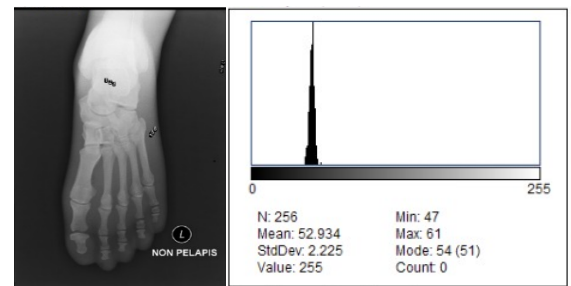 L
NON PELAPIS
0 255
N: 256 Min: 47
Mean: 52.934 Max: 61
StdDev: 2.225 Mode: 54 (51)
Value: 255 Count: 0